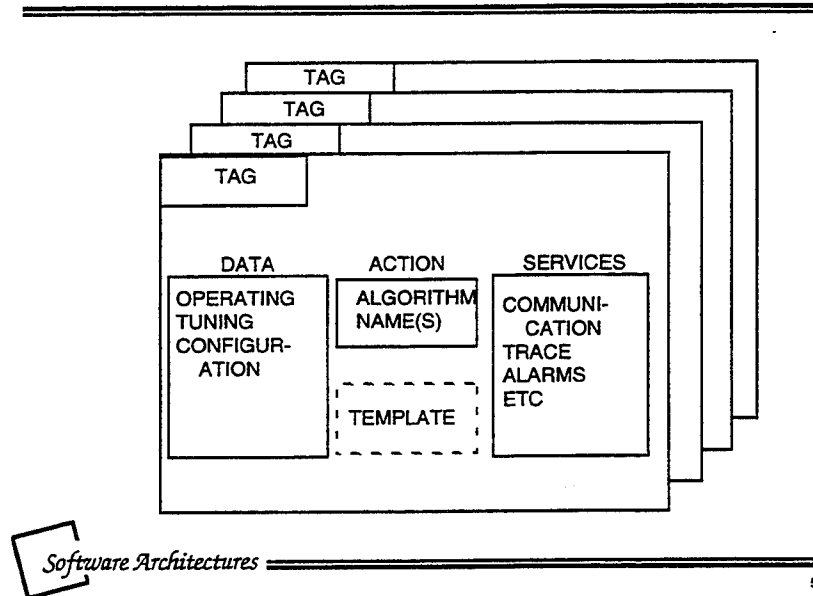 TAG
TAG
TAG
TAG
DATA
OPERATING
TUNING
CONFIGUR-
ATION
ACTION
ALGORITHM
NAME(S)
TEMPLATE
SERVICES
COMMUNI-
CATION
TRACE
ALARMS
ETC
Software Architectures